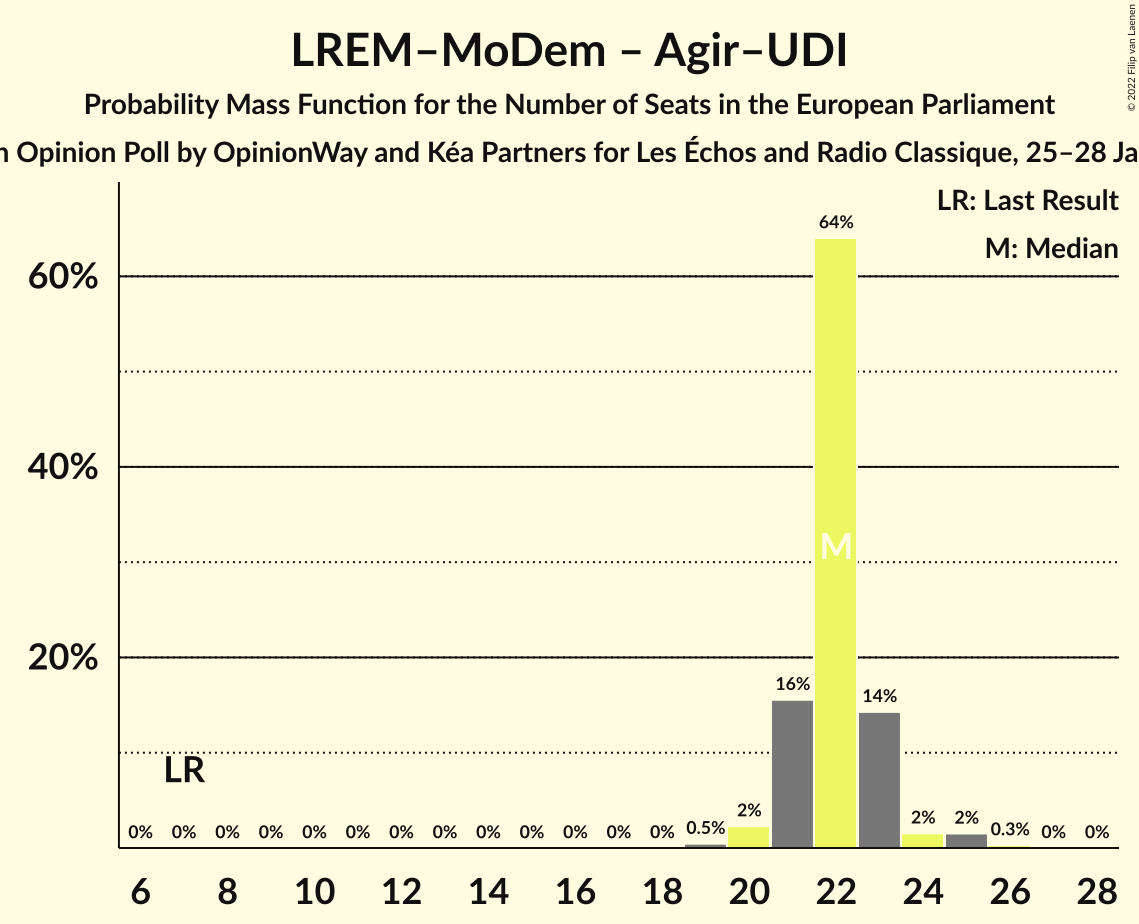 LREM–MoDem – Agir–UDI
Probability Mass Function for the Number of Seats in the European Parliament
Opinion Poll by OpinionWay and Kéa Partners for Les Échos and Radio Classique, 25–28
© 2022 Filip van Laenen
LR: Last Result
M: Median
60%
40%
20%
64%
M
16%
14%
LR
0% 0% 0% 0% 0% 0% 0% 0% 0% 0% 0% 0% 0% 0.5% 2% 2% 2% 0.3% 0% 0%
6 8 10 12 14 16 18 20 22 24 26 28